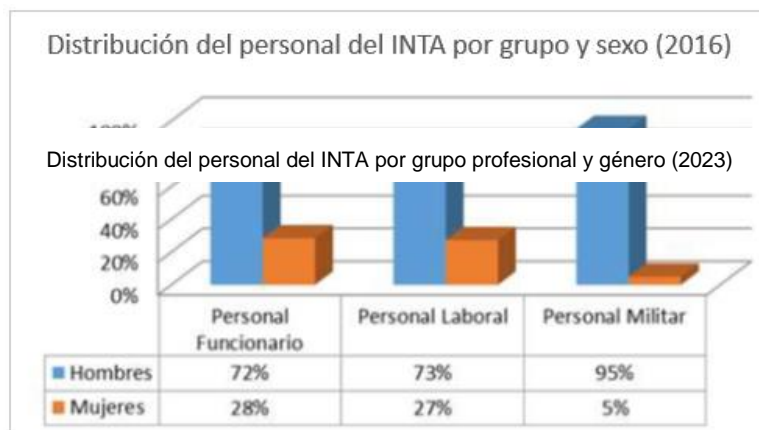 Distribución del personal del INTA por grupo y sexo (2016)
Distribución del personal del INTA por grupo profesional y género (2023)
60%
40%
20%
0%
Personal Funcionario Personal Laboral Personal Militar
Hombres 72% 73% 95%
Mujeres 28% 27% 5%